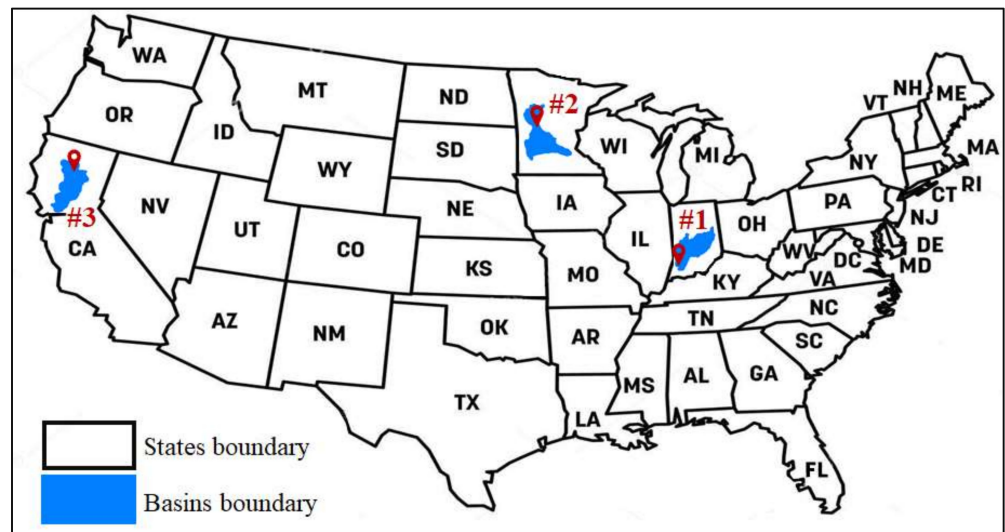 WA
MT
ND
OR
ID
SD
WY
#2
WI
MI
VT
NH
ME
NY
MA
RI
CT
#3
NV
UT
CO
NE
IA
IL
#1
OH
PA
NJ
CA
KS
MO
KY
WV
DC
DE
MD
VA
AZ
NM
OK
AR
TN
NC
SC
TX
LA
MS
AL
GA
FL
States boundary
Basins boundary